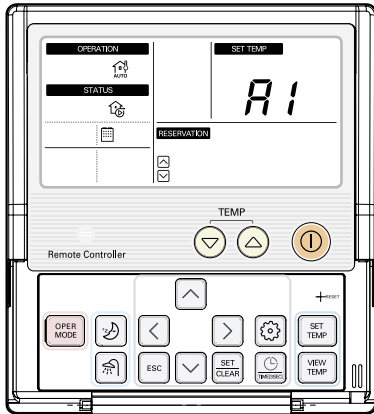 OPERATION
SET TEMP
AUTO
A1
STATUS
RESERVATION
TEMP
Remote Controller
RESET
OPER
MODE
SET
TEMP
ESC
SET
CLEAR
TIME(3SEC)
VIEW
TEMP